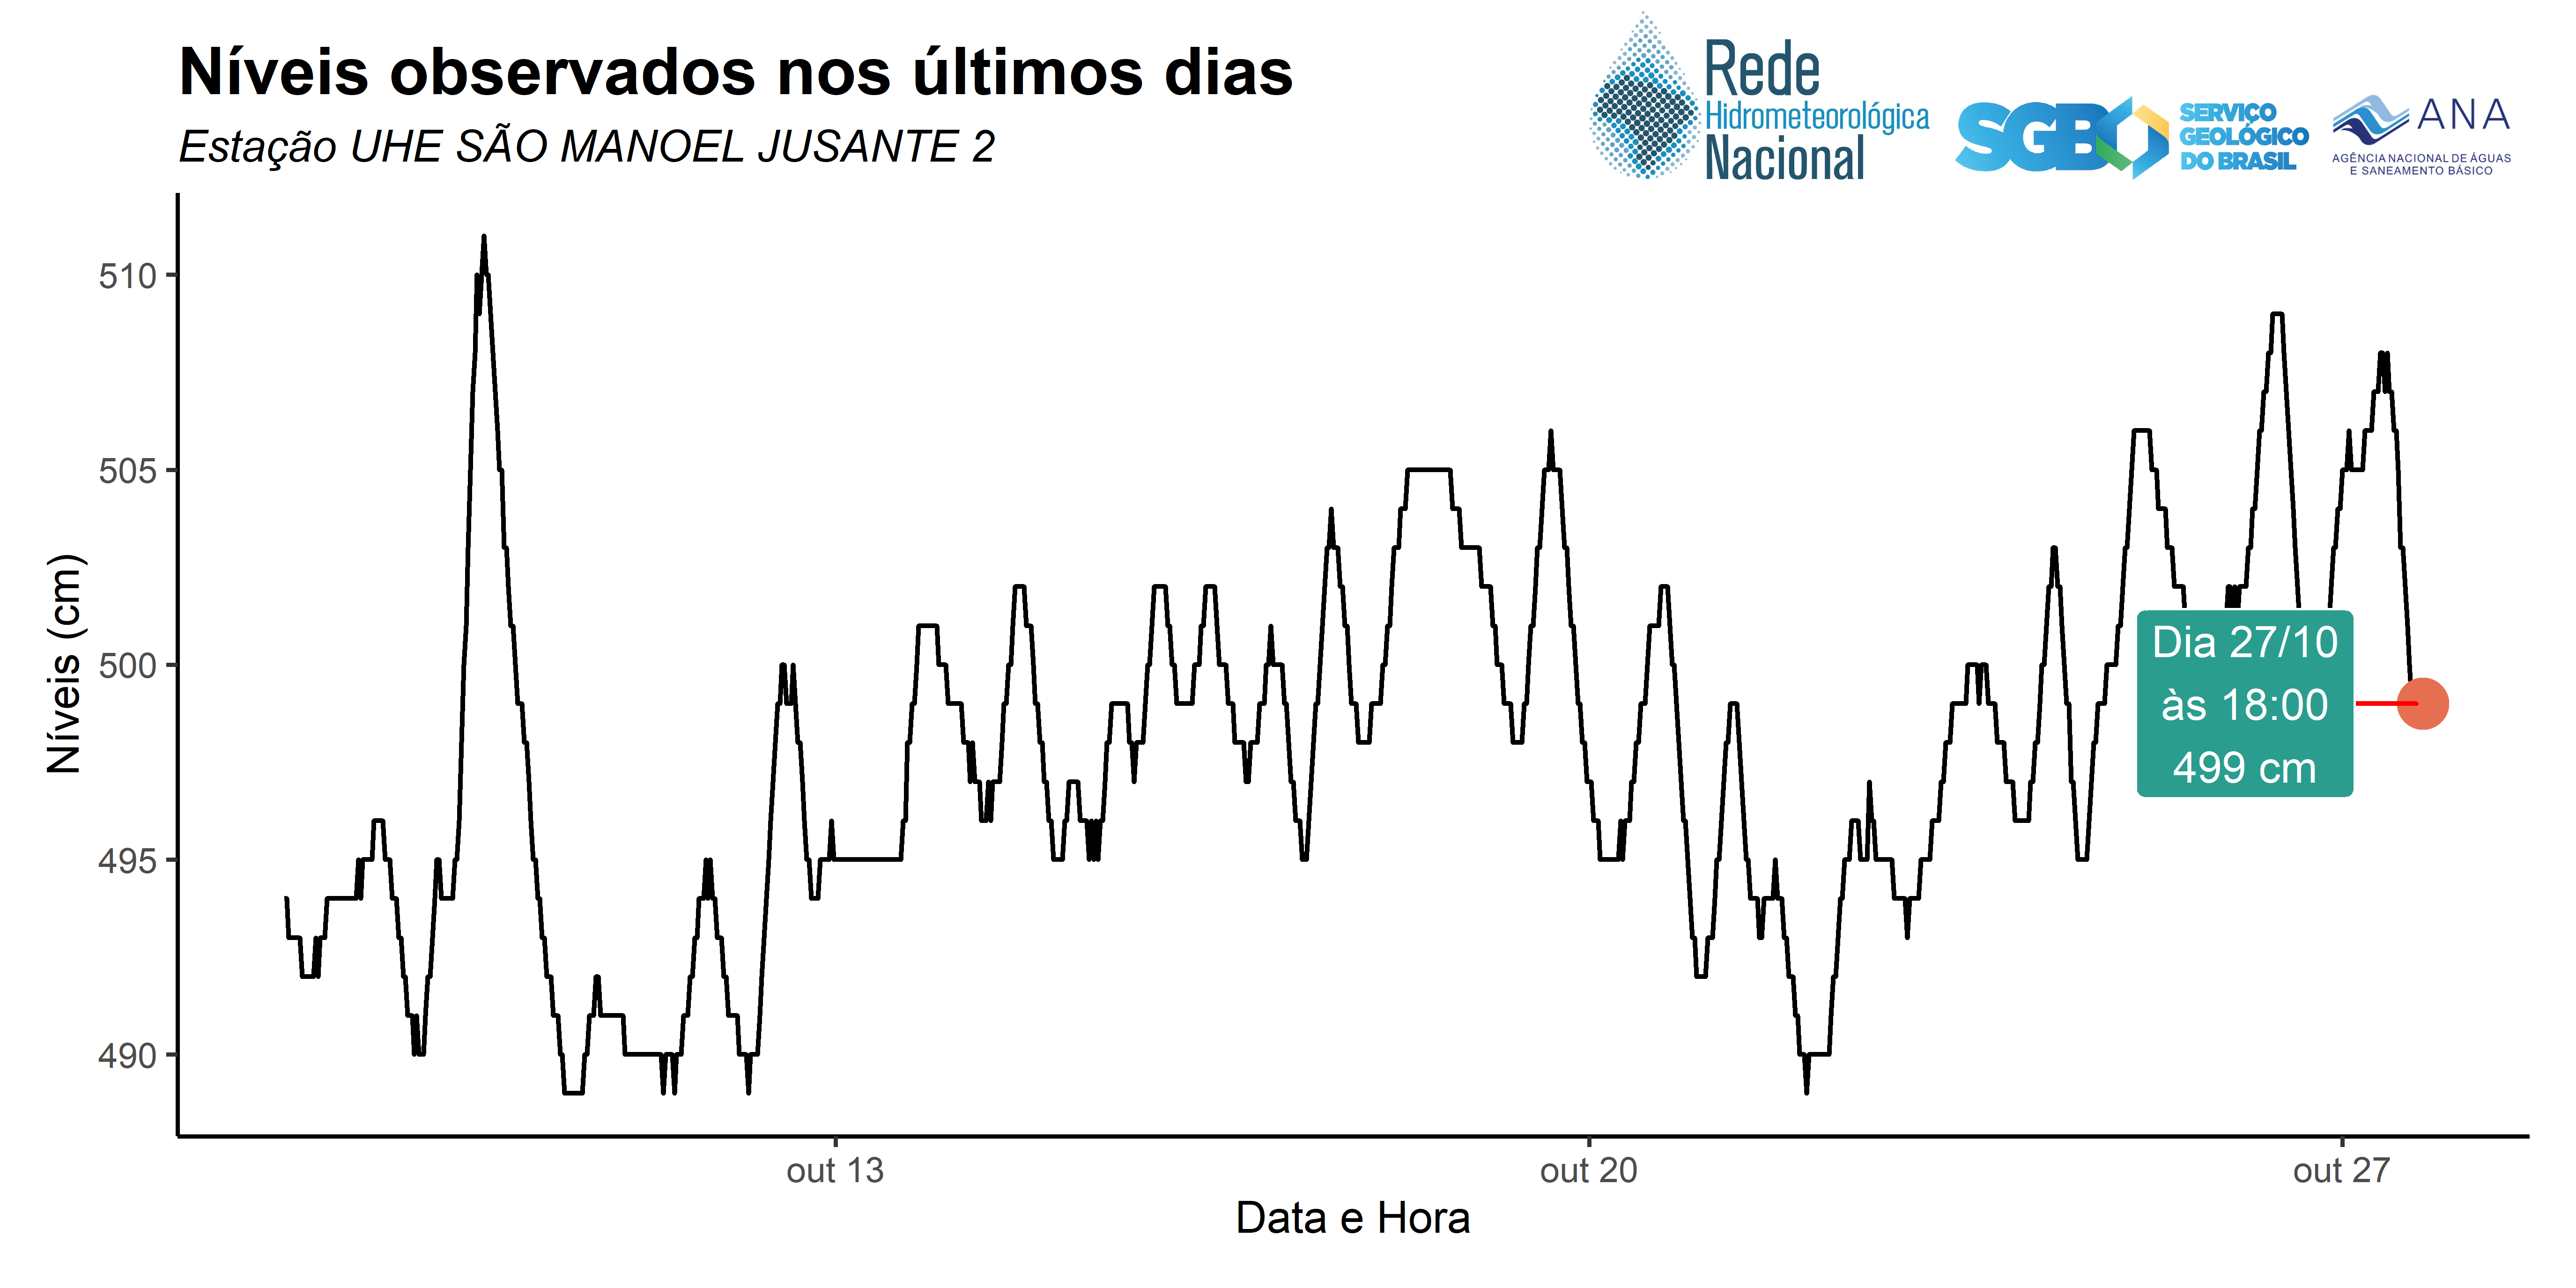 Níveis observados nos últimos dias
Estação UHE SÃO MANOEL JUSANTE 2
Rede
Hidrometeorológica
Nacional
SGB
SERVIÇO
GEOLÓGICO
DO BRASIL
ANA
AGÊNCIA NACIONAL DE ÁGUAS
E SANEAMENTO BÁSICO
Níveis (cm)
510
505
500
495
490
Dia 27/10
às 18:00
499 cm
out 13
out 20
out 27
Data e Hora